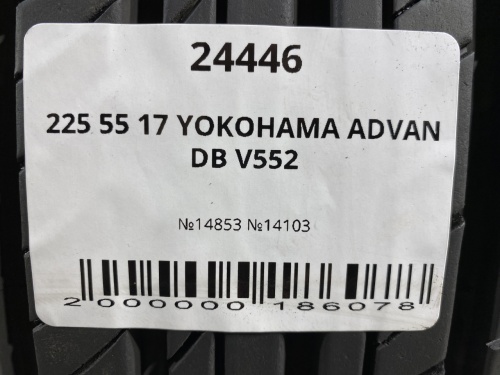 24446
225 55 17 YOKOHAMA ADVAN
DB V552
№14853 №14103
2 000000 186078